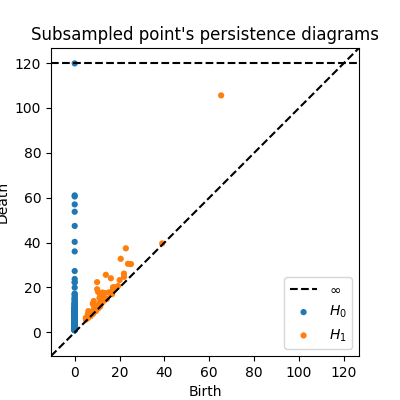 Subsampled point's persistence diagrams
120
100
80
60
40
20
0
Death
0 20 40 60 80 100 120
Birth
∞
H₀
H₁